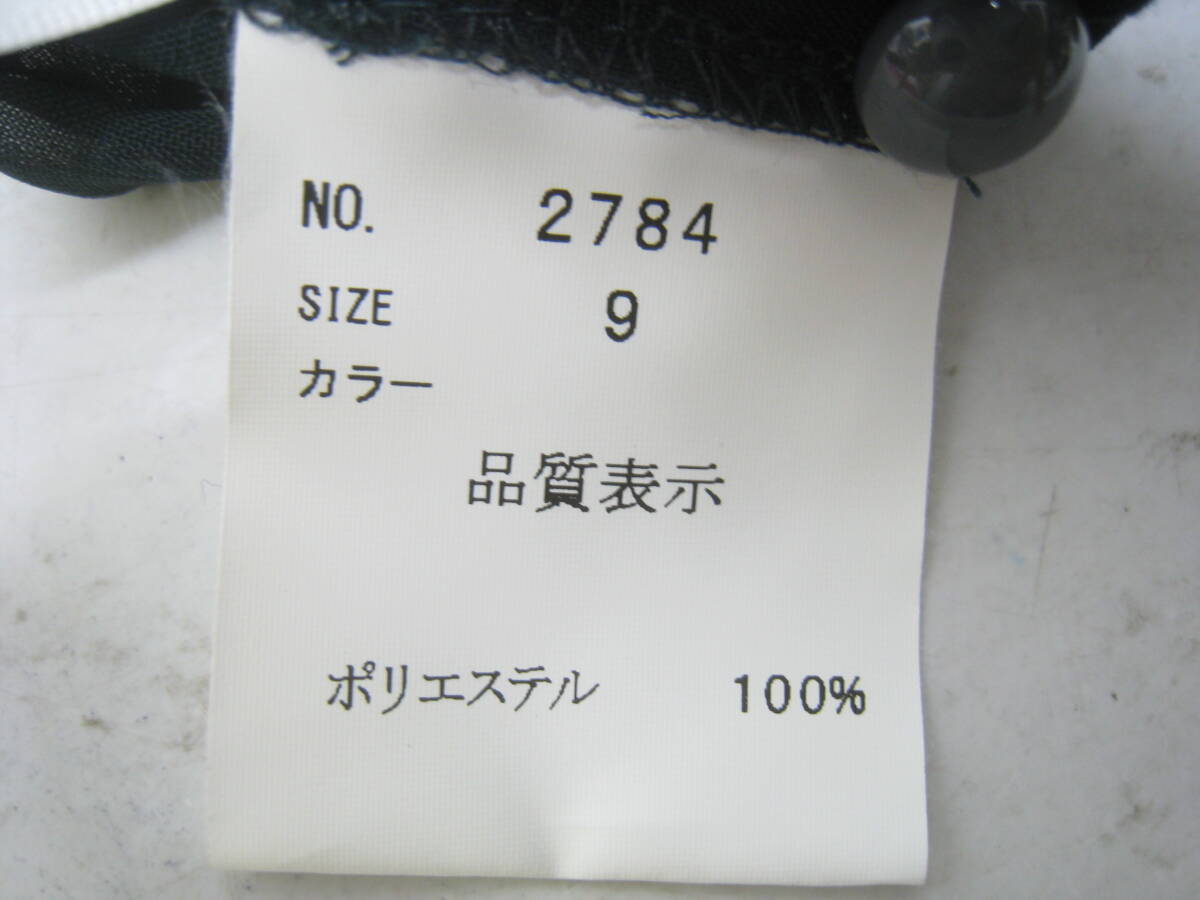 NO. 2784
SIZE 9
カラー
品質表示
ポリエステル 100%